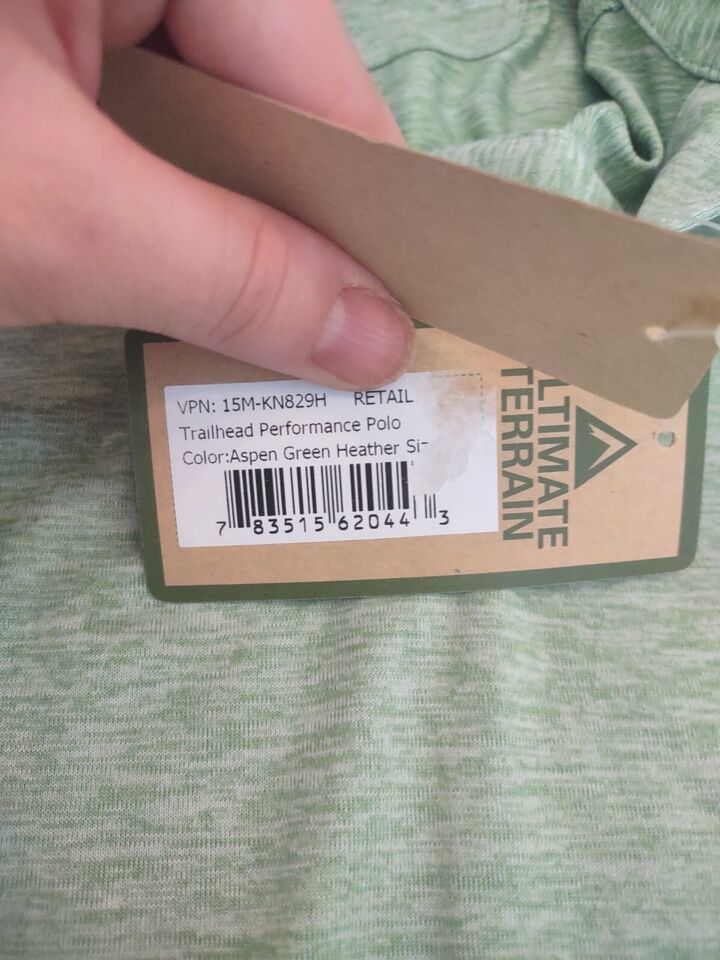 VPN: 15M-KN829H RETAIL
Trailhead Performance Polo
Color:Aspen Green Heather
7 83515 62044 3
LTIMATE
TERRAIN